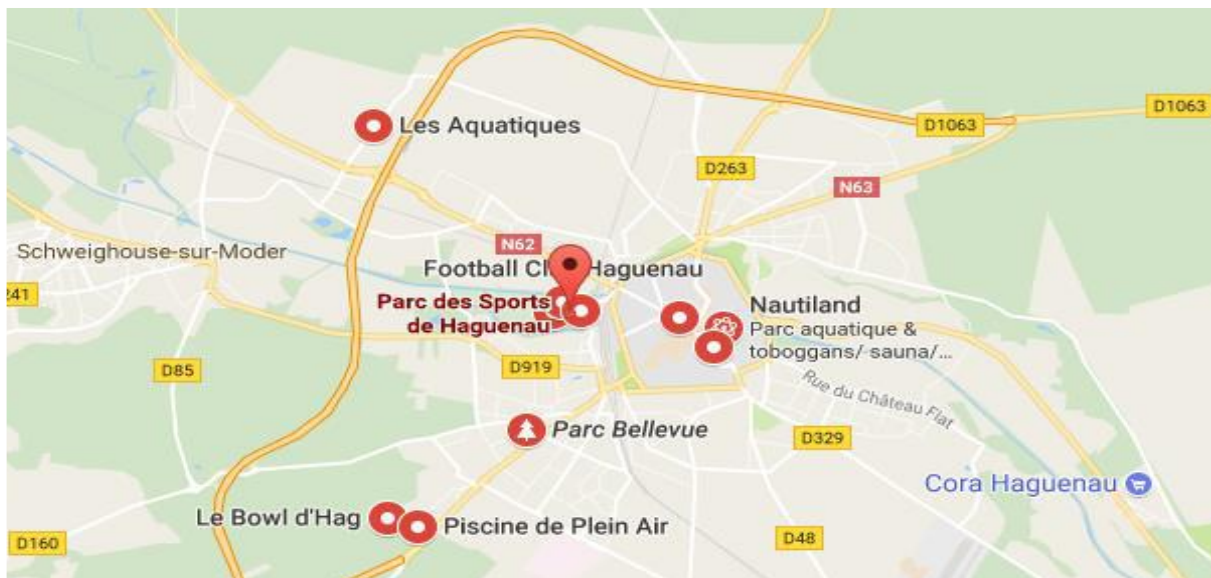 D1063
D1063
Les Aquatiques
D263
N63
Schweighouse-sur-Moder
N62
Football Cl Haguenau
241
Parc des Sports
de Haguenau
Nautiland
Parc aquatique &
toboggans/ sauna/...
D85
D919
Rue du Château Flat
Parc Bellevue
D329
Cora Haguenau
Le Bowl d'Hag
Piscine de Plein Air
D160
D48